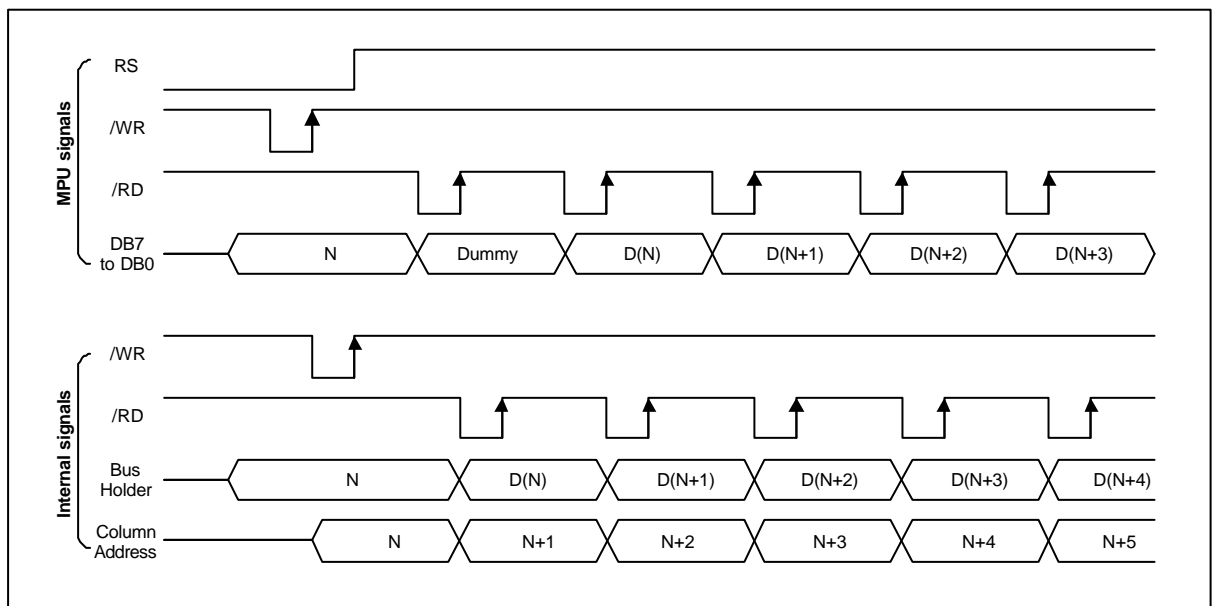 MPU signals
RS
/WR
/RD
DB7
to DB0
N
Dummy
D(N)
D(N+1)
D(N+2)
D(N+3)
Internal signals
/WR
/RD
Bus
Holder
N
D(N)
D(N+1)
D(N+2)
D(N+3)
D(N+4)
Column
Address
N
N+1
N+2
N+3
N+4
N+5